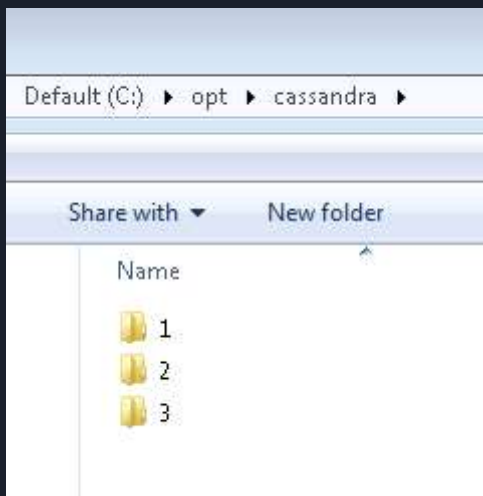 Default (C:) ▶ opt ▶ cassandra ▶
Share with ▼ New folder
Name
1
2
3